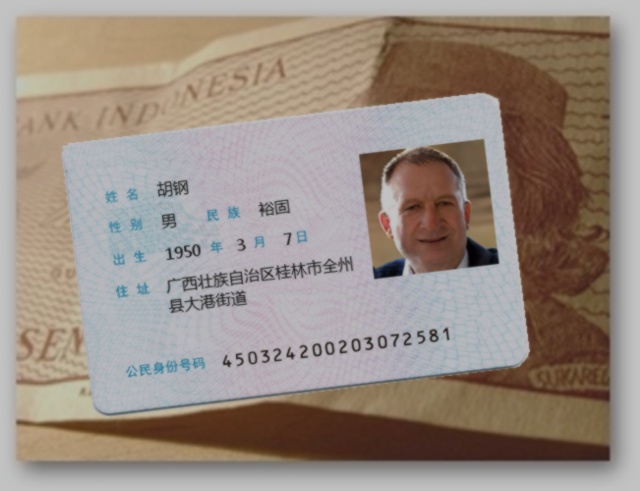 BANK INDONESIA
姓名 胡钢
性别 男 民族 裕固
出生 1950 年 3 月 7 日
住址 广西壮族自治区桂林市全州
县大港街道
公民身份号码 450324200203072581
SUKARED